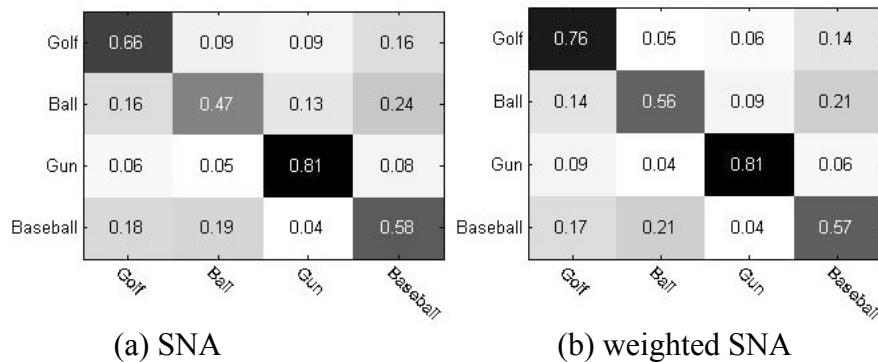 Golf 0.66 0.09 0.09 0.16
Ball 0.16 0.47 0.13 0.24
Gun 0.06 0.05 0.81 0.08
Baseball 0.18 0.19 0.04 0.58
Golf Ball Gun Baseball
(a) SNA
Golf 0.76 0.05 0.06 0.14
Ball 0.14 0.56 0.09 0.21
Gun 0.09 0.04 0.81 0.06
Baseball 0.17 0.21 0.04 0.57
Golf Ball Gun Baseball
(b) weighted SNA